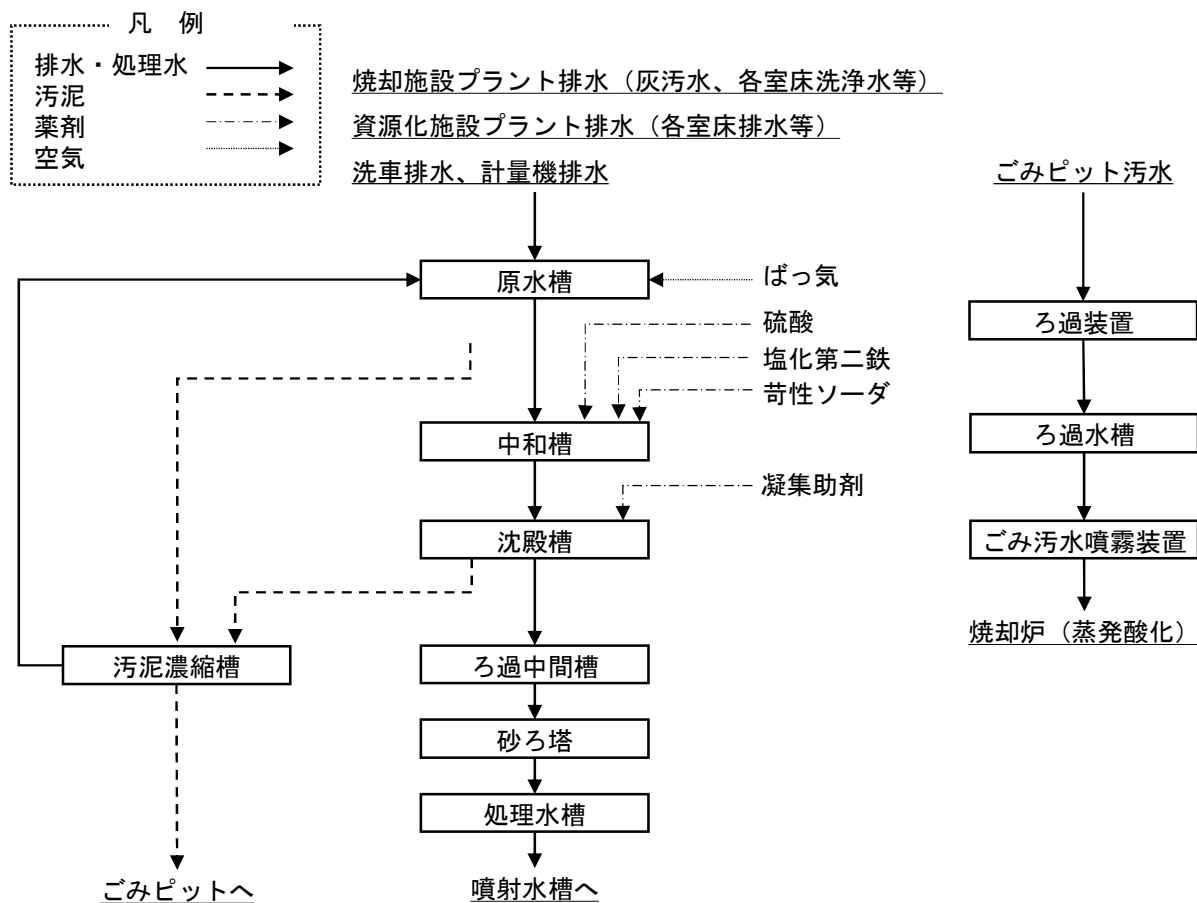 凡 例
排水・処理水
汚泥
薬剤
空気
焼却施設プラント排水（灰汚水、各室床洗浄水等）
資源化施設プラント排水（各室床排水等）
洗車排水、計量機排水
ごみピット汚水
原水槽
ばっ気
硫酸
塩化第二鉄
苛性ソーダ
ろ過装置
中和槽
ろ過水槽
凝集助剤
沈殿槽
ごみ汚水噴霧装置
焼却炉（蒸発酸化）
汚泥濃縮槽
ろ過中間槽
砂ろ塔
処理水槽
ごみピットへ
噴射水槽へ